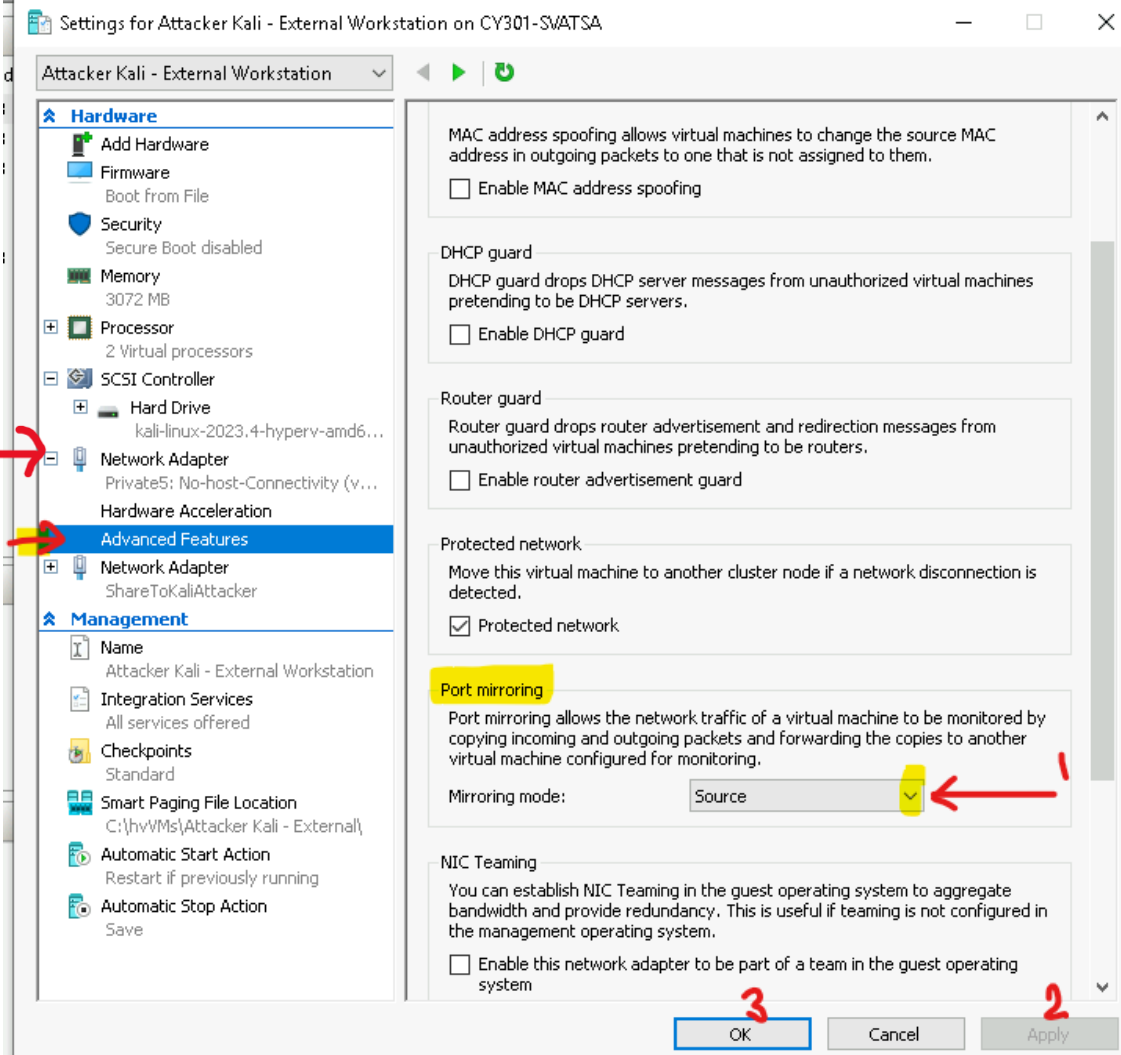 Settings for Attacker Kali - External Workstation on CY301-SVATSA
Attacker Kali - External Workstation
Hardware
Add Hardware
Firmware
Boot from File
Security
Secure Boot disabled
Memory
3072 MB
Processor
2 Virtual processors
SCSI Controller
Hard Drive
kali-linux-2023.4-hyperv-amd6...
Network Adapter
Private5: No-host-Connectivity (v...
Hardware Acceleration
Advanced Features
Network Adapter
ShareToKaliAttacker
Management
Name
Attacker Kali - External Workstation
Integration Services
All services offered
Checkpoints
Standard
Smart Paging File Location
C:\hvVMs\Attacker Kali - External\
Automatic Start Action
Restart if previously running
Automatic Stop Action
Save
MAC address spoofing allows virtual machines to change the source MAC
address in outgoing packets to one that is not assigned to them.
Enable MAC address spoofing
DHCP guard
DHCP guard drops DHCP server messages from unauthorized virtual machines
pretending to be DHCP servers.
Enable DHCP guard
Router guard
Router guard drops router advertisement and redirection messages from
unauthorized virtual machines pretending to be routers.
Enable router advertisement guard
Protected network
Move this virtual machine to another cluster node if a network disconnection is
detected.
Protected network
Port mirroring
Port mirroring allows the network traffic of a virtual machine to be monitored by
copying incoming and outgoing packets and forwarding the copies to another
virtual machine configured for monitoring.
1
Mirroring mode: Source
NIC Teaming
You can establish NIC Teaming in the guest operating system to aggregate
bandwidth and provide redundancy. This is useful if teaming is not configured in
the management operating system.
Enable this network adapter to be part of a team in the guest operating
system
3 2
OK Cancel Apply